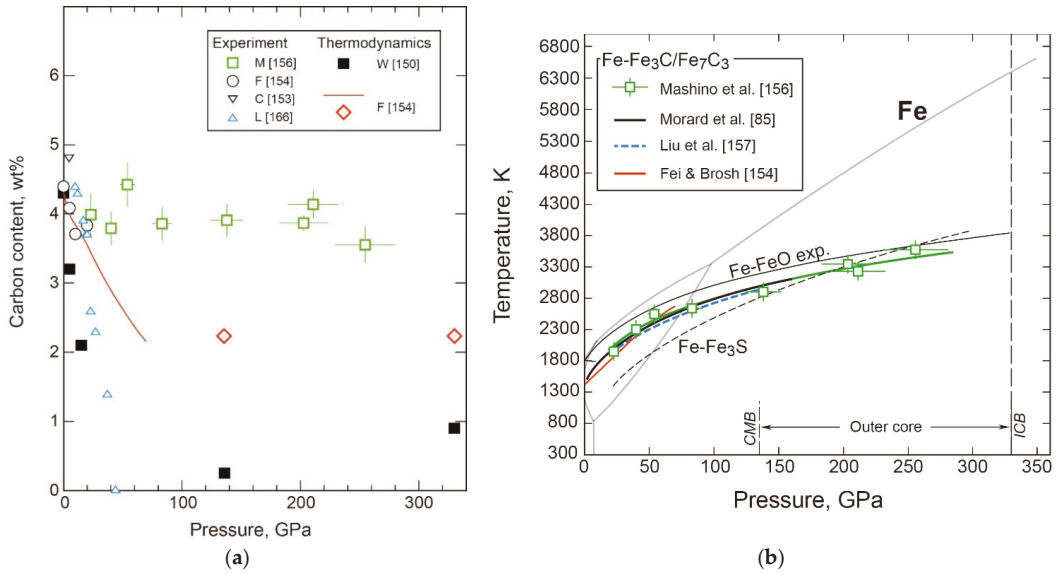 Experiment
M [156]
F [154]
C [153]
L [166]
Thermodynamics
W [150]
F [154]
Carbon content, wt%
6
5
4
3
2
1
0
0
100
200
300
Pressure, GPa
(a)
Fe-Fe₃C/Fe₇C₃
Mashino et al. [156]
Morard et al. [85]
Liu et al. [157]
Fei & Brosh [154]
Fe
Fe-FeO exp.
Fe-Fe₃S
CMB
Outer core
ICB
Temperature, K
6800
6300
5800
5300
4800
4300
3800
3300
2800
2300
1800
1300
800
0
50
100
150
200
250
300
350
Pressure, GPa
(b)